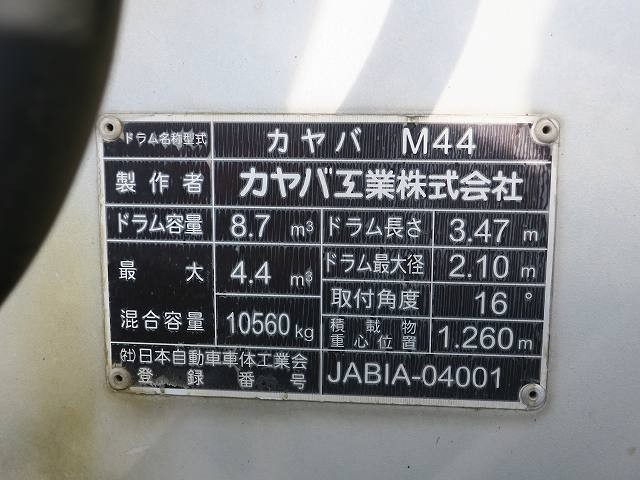 ドラム名称型式 カヤバ M44
製作者 カヤバ工業株式会社
ドラム容量 8.7 m³ ドラム長さ 3.47 m
最大 4.4 m³ ドラム最大径 2.10 m
取付角度 16°
混合容量 10560 kg 積載物重心位置 1.260 m
(社)日本自動車車体工業会
登録番号 JABIA-04001